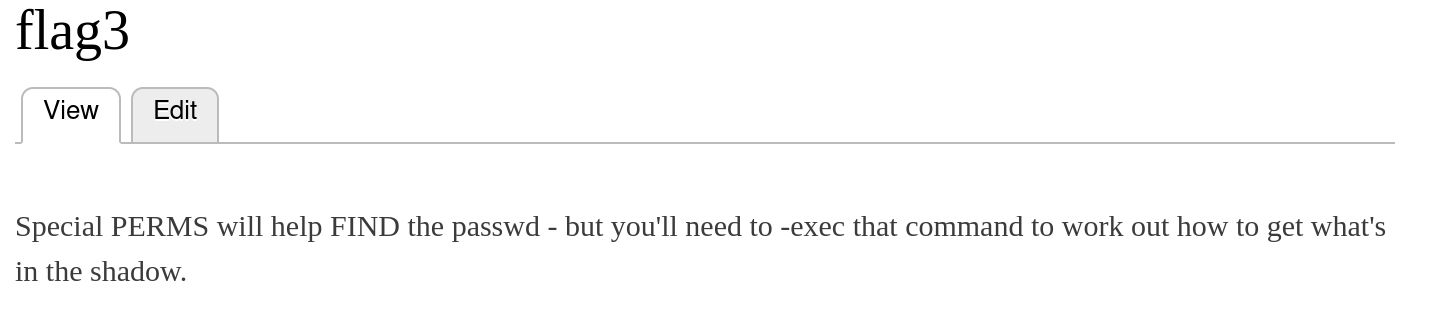 flag3
View Edit
Special PERMS will help FIND the passwd - but you'll need to -exec that command to work out how to get what's
in the shadow.